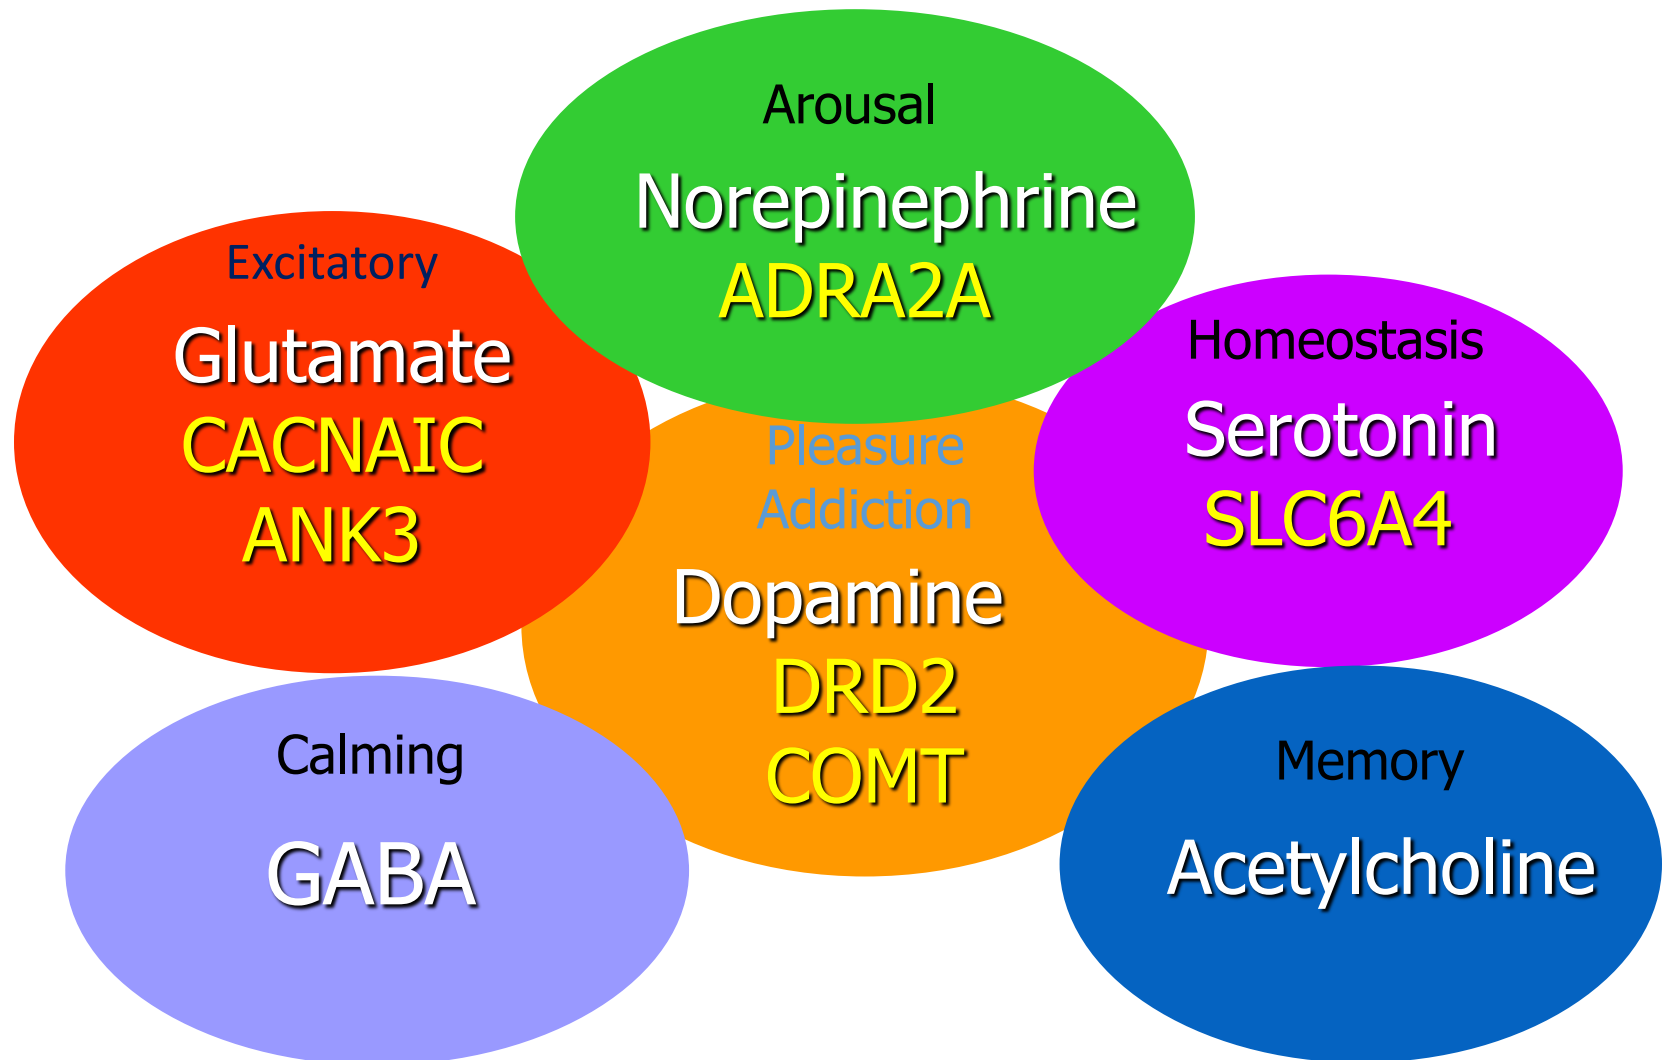 Arousal
Norepinephrine
ADRA2A
Excitatory
Glutamate
CACNAIC
ANK3
Homeostasis
Serotonin
SLC6A4
Pleasure
Addiction
Dopamine
DRD2
COMT
Calming
GABA
Memory
Acetylcholine